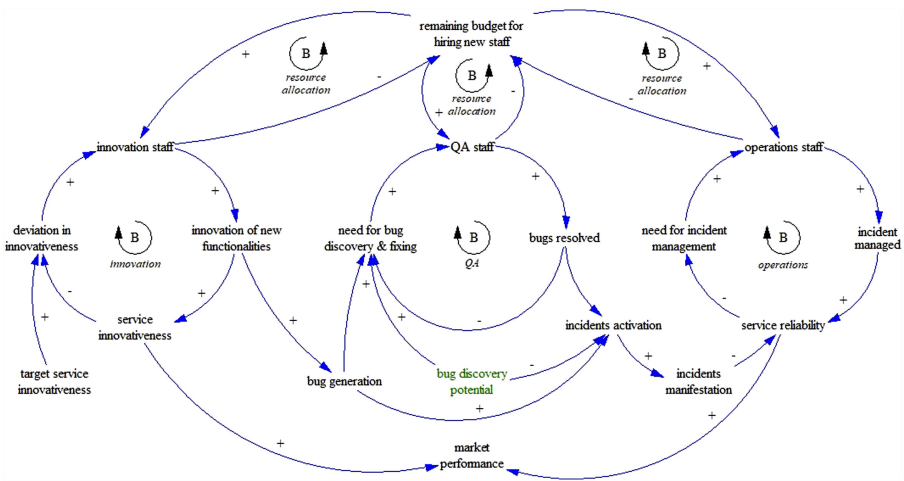 remaining budget for
hiring new staff
+
B
resource
allocation
-
+
B
resource
allocation
-
B
resource
allocation
-
+
innovation staff
QA staff
operations staff
+
+
+
+
+
+
deviation in
innovativeness
B
innovation
innovation of new
functionalities
need for bug
discovery & fixing
B
QA
bugs resolved
need for incident
management
B
operations
incident
managed
-
+
+
+
-
-
+
+
+
service
innovativeness
incidents activation
service reliability
target service
innovativeness
bug generation
bug discovery
potential
-
+
incidents
manifestation
-
+
+
+
market
performance